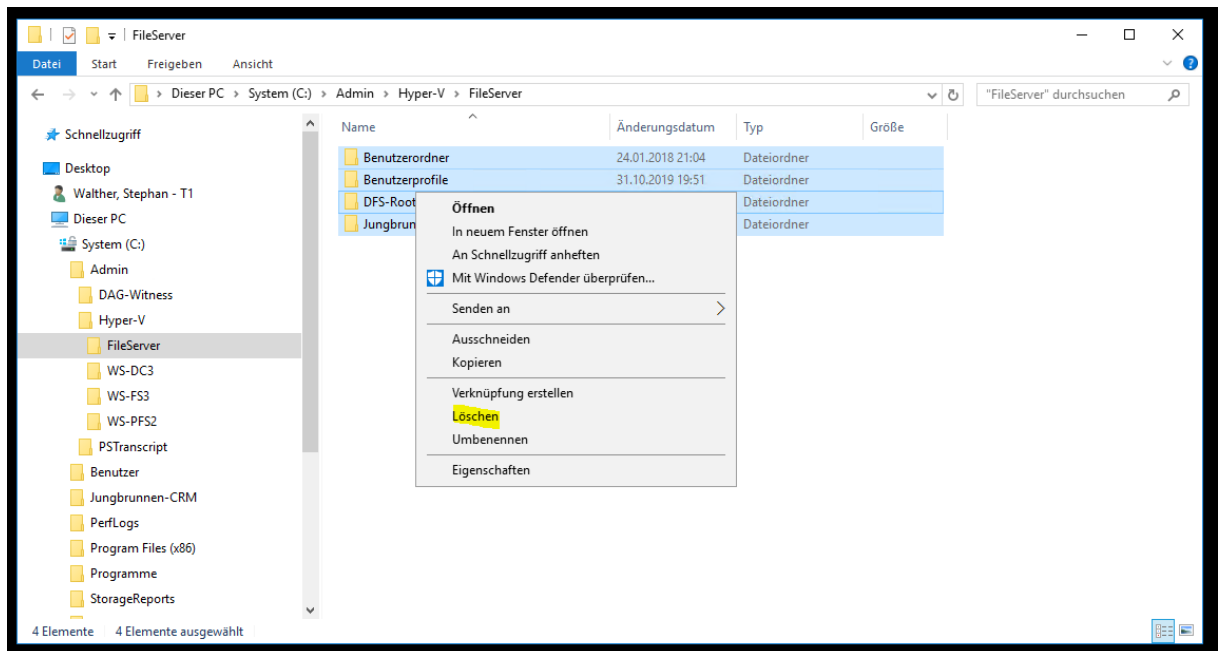 FileServer
Datei Start Freigeben Ansicht
Dieser PC > System (C:) > Admin > Hyper-V > FileServer
"FileServer" durchsuchen
Schnellzugriff
Desktop
Walther, Stephan - T1
Dieser PC
System (C:)
Admin
DAG-Witness
Hyper-V
FileServer
WS-DC3
WS-FS3
WS-PFS2
PSTranscript
Benutzer
Jungbrunnen-CRM
PerfLogs
Program Files (x86)
Programme
StorageReports
Name Änderungsdatum Typ Größe
Benutzerordner 24.01.2018 21:04 Dateiordner
Benutzerprofile 31.10.2019 19:51 Dateiordner
DFS-Root Dateiordner
Jungbrun Dateiordner
Öffnen
In neuem Fenster öffnen
An Schnellzugriff anheften
Mit Windows Defender überprüfen...
Senden an
Ausschneiden
Kopieren
Verknüpfung erstellen
Löschen
Umbenennen
Eigenschaften
4 Elemente 4 Elemente ausgewählt